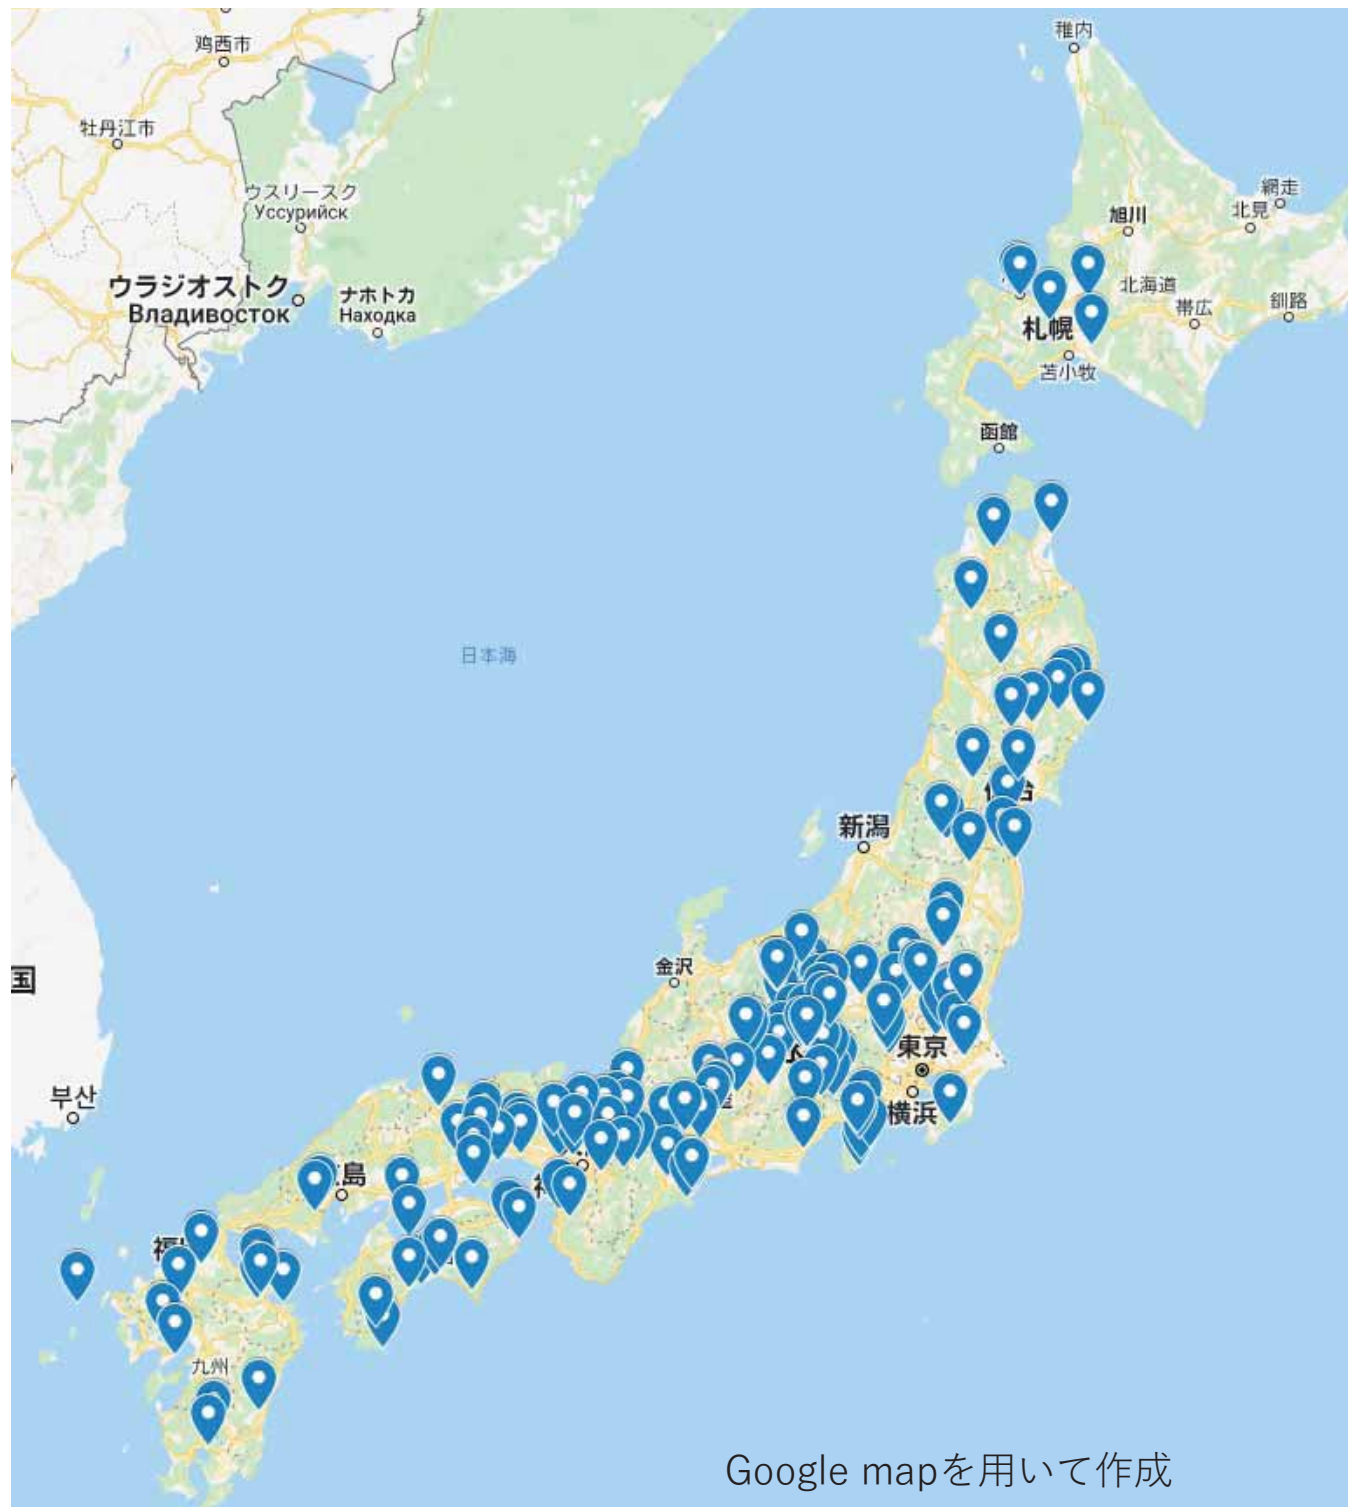 稚内
鸡西市
牡丹江市
網走
ウスリースク
Уссурийск
北見
旭川
ウラジオストク
Владивосток
ナホトカ
Находка
北海道
釧路
帯広
札幌
苫小牧
函館
日本海
台
新潟
金沢
国
東京
부산
横浜
島
九州
Google mapを用いて作成